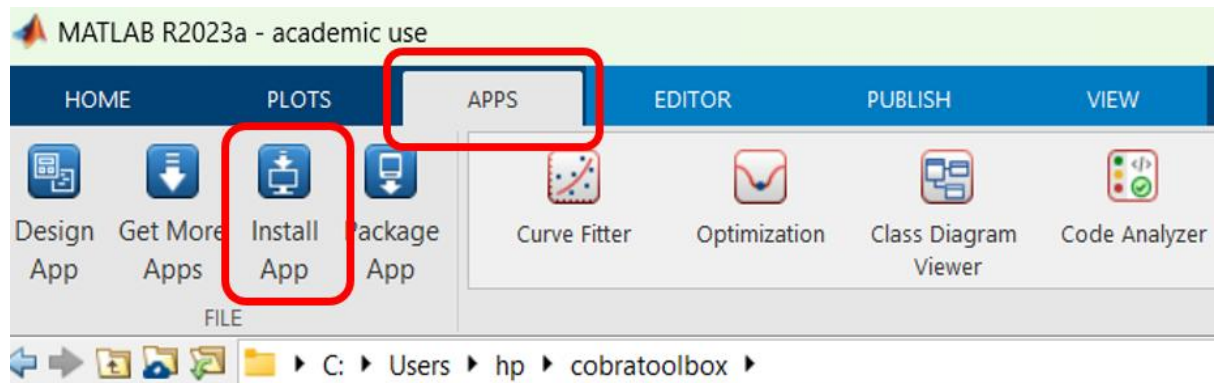 MATLAB R2023a - academic use
HOME PLOTS APPS EDITOR PUBLISH VIEW
Design Get More Install Package Curve Fitter Optimization Class Diagram Code Analyzer
App Apps App App Viewer
FILE
C: Users hp cobratoolbox